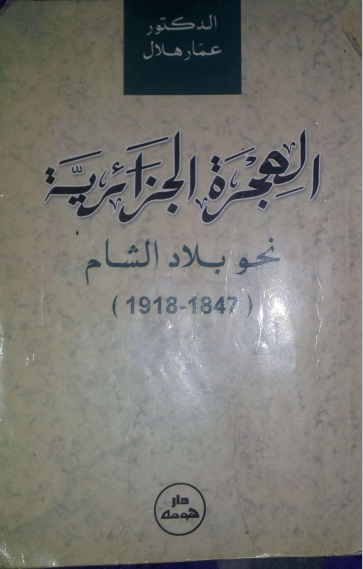 الدكتور
عمار هلال
الهجرة الجزائرية
نحو بلاد الشام
(1847-1918)
دار
هومه